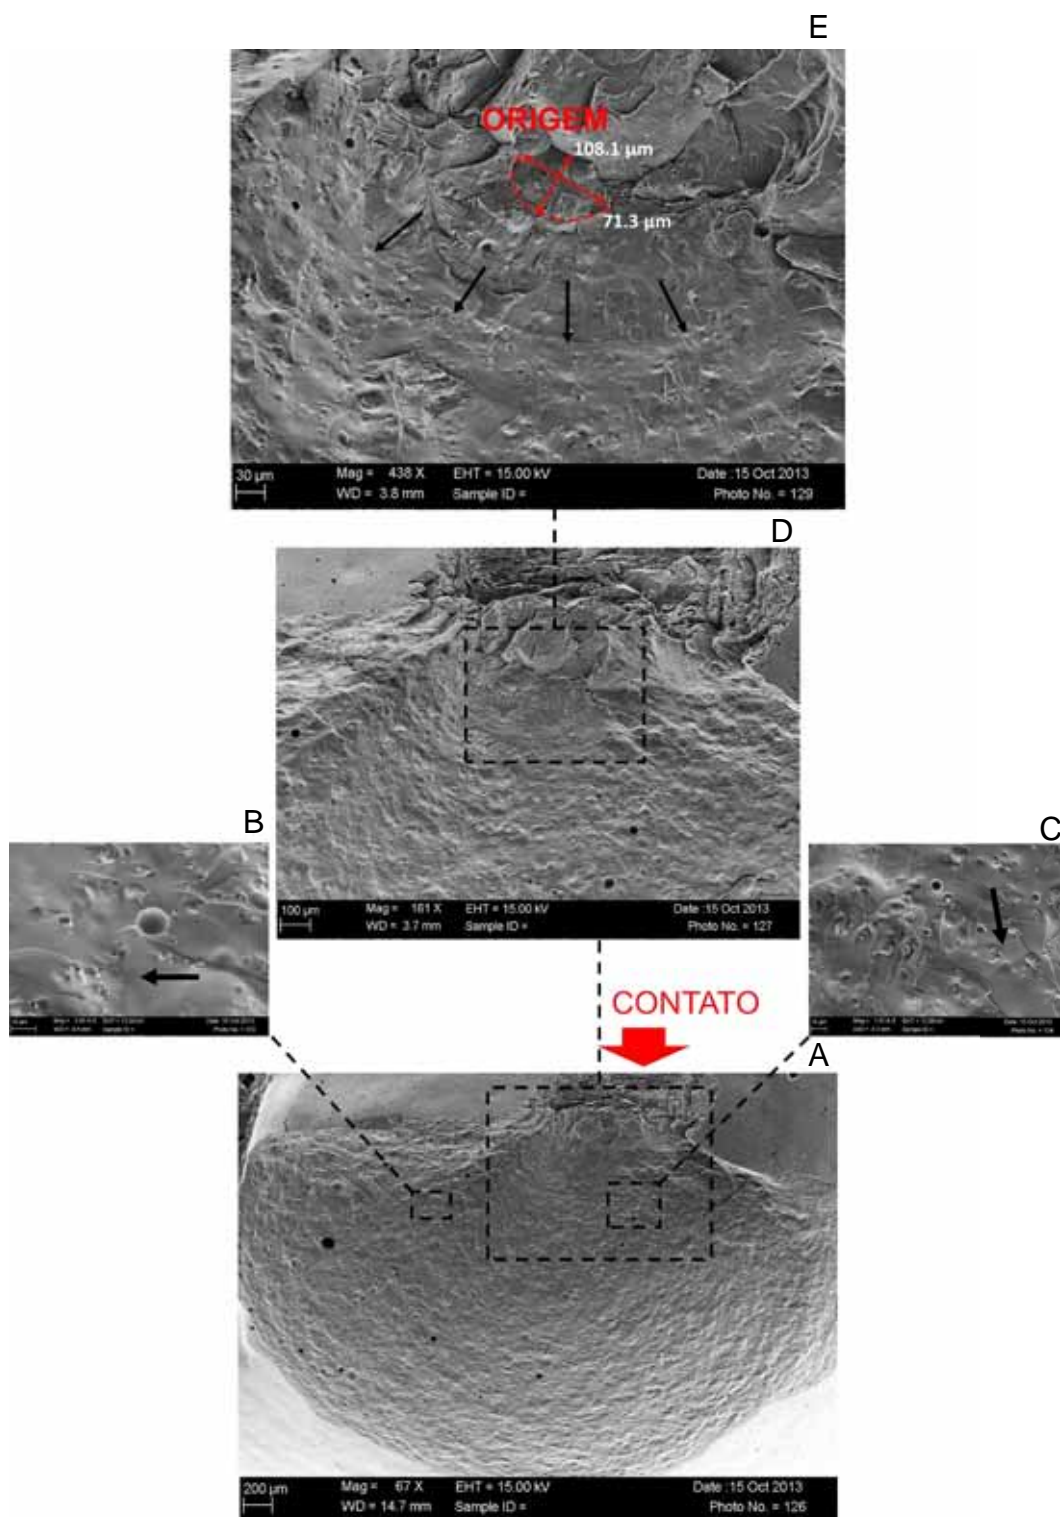 E
ORIGEM
108.1 µm
71.3 µm
30 µm
Mag = 438 X EHT = 15.00 kV Date :15 Oct 2013
WD = 3.8 mm Sample ID = Photo No. = 129
D
100 µm
Mag = 161 X EHT = 15.00 kV Date :15 Oct 2013
WD = 3.7 mm Sample ID = Photo No. = 127
B
C
CONTATO
A
200 µm
Mag = 67 X EHT = 15.00 kV Date :15 Oct 2013
WD = 14.7 mm Sample ID = Photo No. = 126